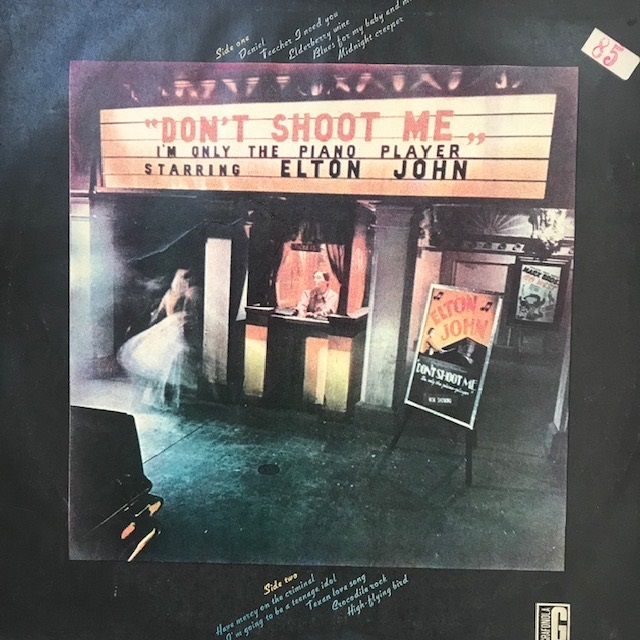 Side one
Daniel
Teacher I need you
Elderberry wine
Blues for my baby and m
Midnight creeper
85
"DON'T SHOOT ME"
I'M ONLY THE PIANO PLAYER
STARRING ELTON JOHN
ELTON
JOHN
DON'T SHOOT ME
NOW SHOWING
Side two
Have mercy on the criminal
I'm going to be a teenage idol
Texan love song
Crocodile rock
High-flying bird